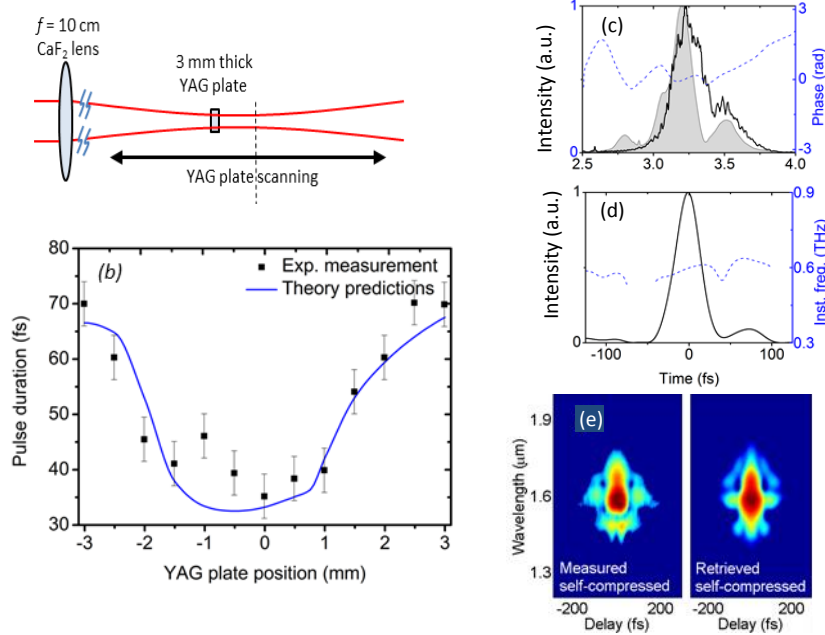 f = 10 cm
CaF2 lens
3 mm thick
YAG plate
YAG plate scanning
(b)
Exp. measurement
Theory predictions
Pulse duration (fs)
80
70
60
50
40
30
-3 -2 -1 0 1 2 3
YAG plate position (mm)
(c)
Intensity (a.u.)
1
0
Phase (rad)
3
0
-3
2.5 3.0 3.5 4.0
(d)
Intensity (a.u.)
1
0
Inst. freq. (THz)
0.9
0.6
0.3
-100 -50 0 50 100
Time (fs)
(e)
Wavelength (μm)
1.9
1.6
1.3
Measured
self-compressed
Retrieved
self-compressed
-200 200 -200 200
Delay (fs) Delay (fs)